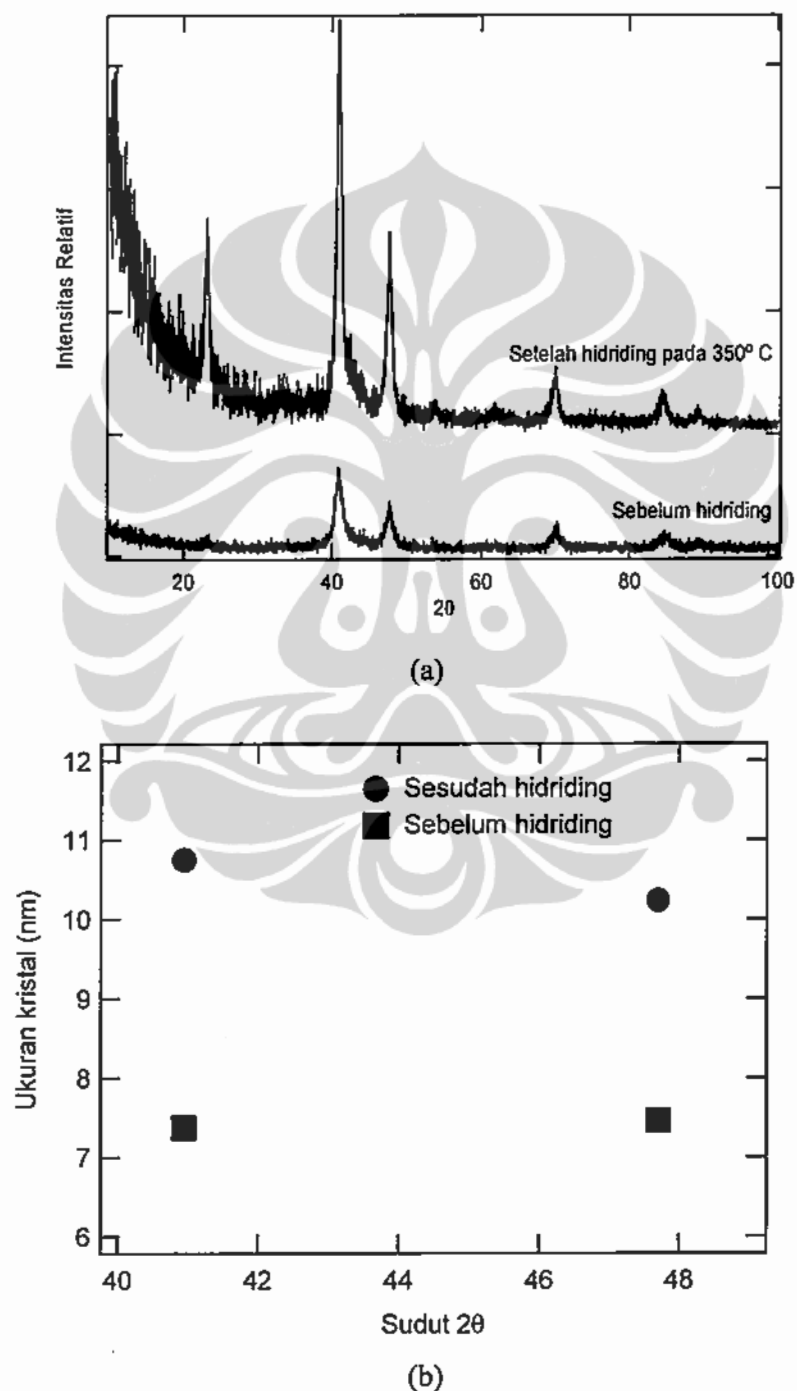 Intensitas Relatif
Setelah hidriding pada 350° C
Sebelum hidriding
20
40
60
80
100
20
(a)
12
11
10
9
8
7
6
Ukuran kristal (nm)
Sesudah hidriding
Sebelum hidriding
40
42
44
46
48
Sudut 2θ
(b)